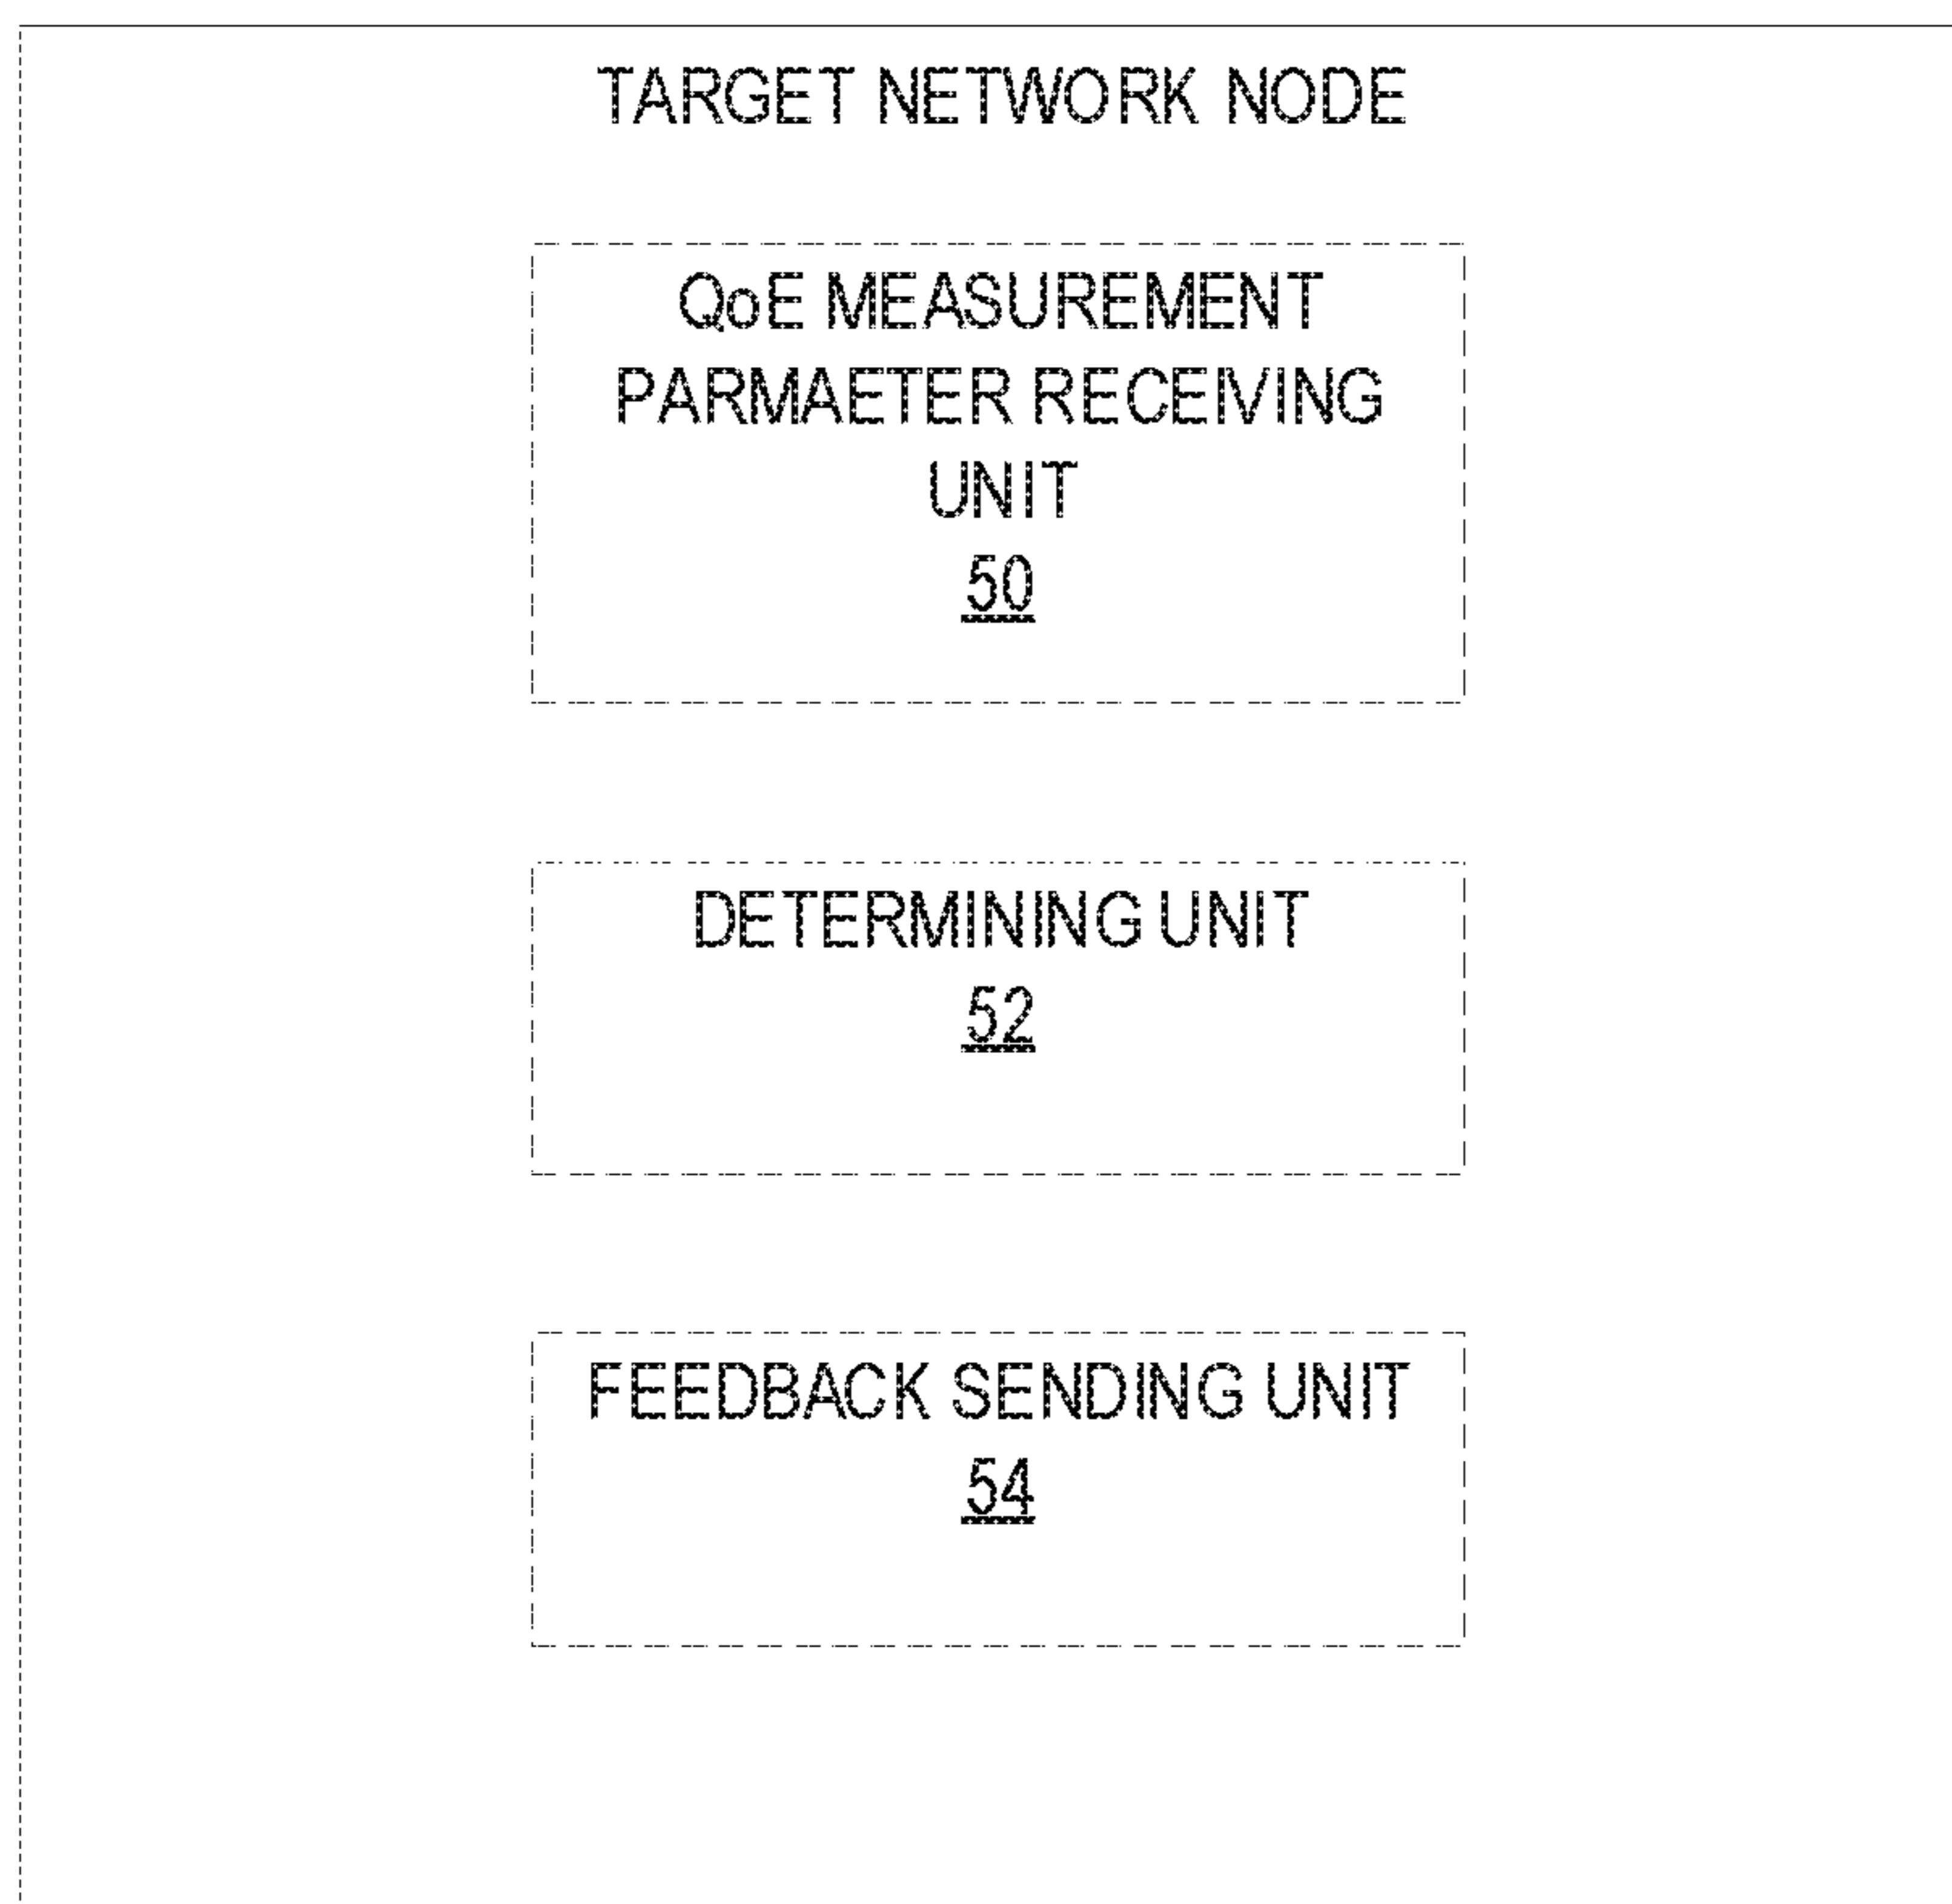 TARGET NETWORK NODE
QoE MEASUREMENT
PARMAETER RECEIVING
UNIT
50
DETERMINING UNIT
52
FEEDBACK SENDING UNIT
54